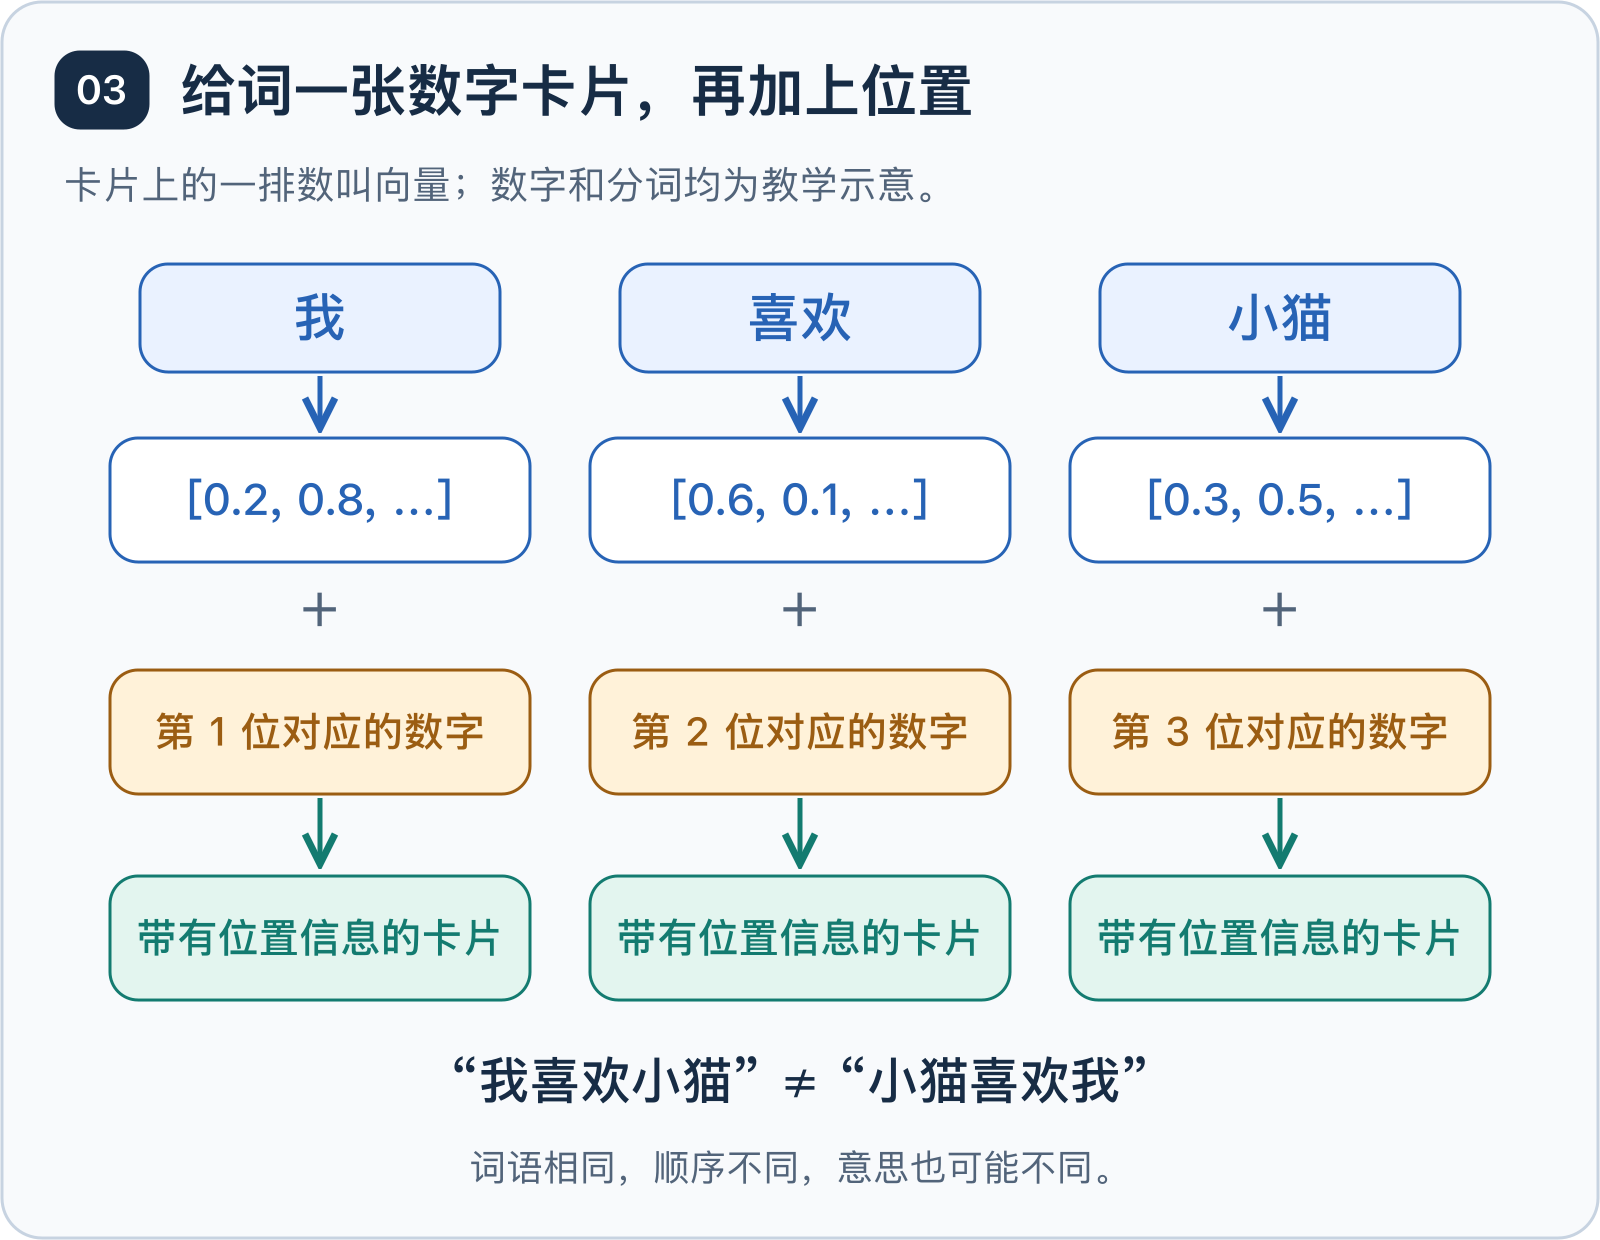 03 给词一张数字卡片，再加上位置
卡片上的一排数叫向量；数字和分词均为教学示意。
我 喜欢 小猫
[0.2, 0.8, ...] [0.6, 0.1, ...] [0.3, 0.5, ...]
+ + +
第 1 位对应的数字 第 2 位对应的数字 第 3 位对应的数字
带有位置信息的卡片 带有位置信息的卡片 带有位置信息的卡片
“我喜欢小猫” ≠ “小猫喜欢我”
词语相同，顺序不同，意思也可能不同。